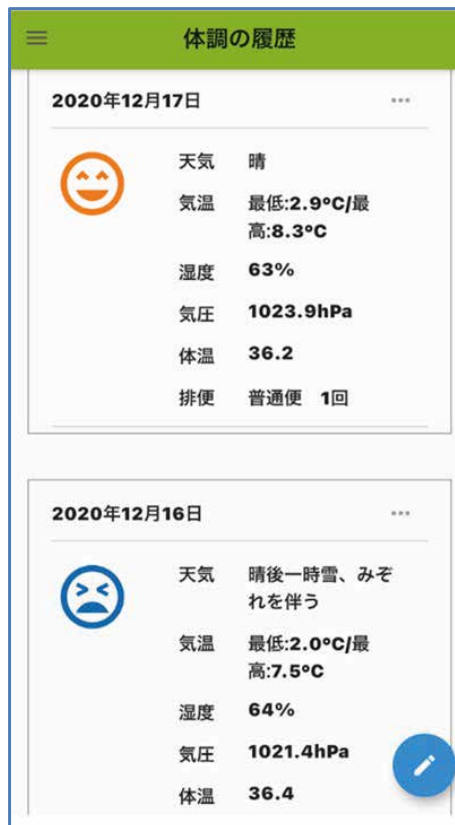 体調の履歴
2020年12月17日
天気 晴
気温 最低:2.9°C/最
高:8.3°C
湿度 63%
気圧 1023.9hPa
体温 36.2
排便 普通便 1回
2020年12月16日
天気 晴後一時雪、みぞ
れを伴う
気温 最低:2.0°C/最
高:7.5°C
湿度 64%
気圧 1021.4hPa
体温 36.4